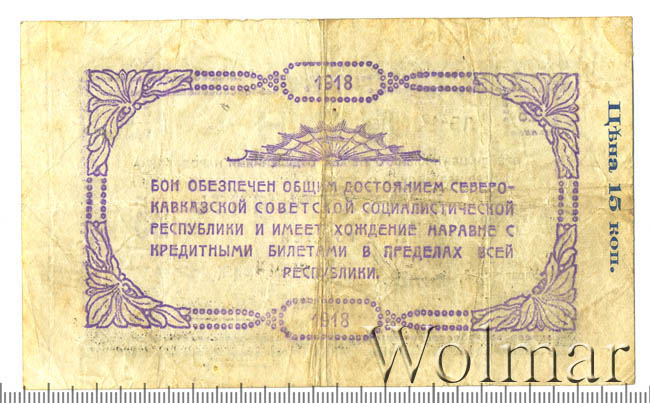 1918
БОН ОБЕЗПЕЧЕН ОБЩИМ ДОСТОЯНИЕМ СЕВЕРО-
КАВКАЗСКОЙ СОВЕТСКОЙ СОЦИАЛИСТИЧЕСКОЙ
РЕСПУБЛИКИ И ИМЕЕТ ХОЖДЕНИЕ НАРАВНЕ С
КРЕДИТНЫМИ БИЛЕТАМИ В ПРЕДЕЛАХ ВСЕЙ
РЕСПУБЛИКИ.
1918
Цѣна 15 коп.
Wolmar